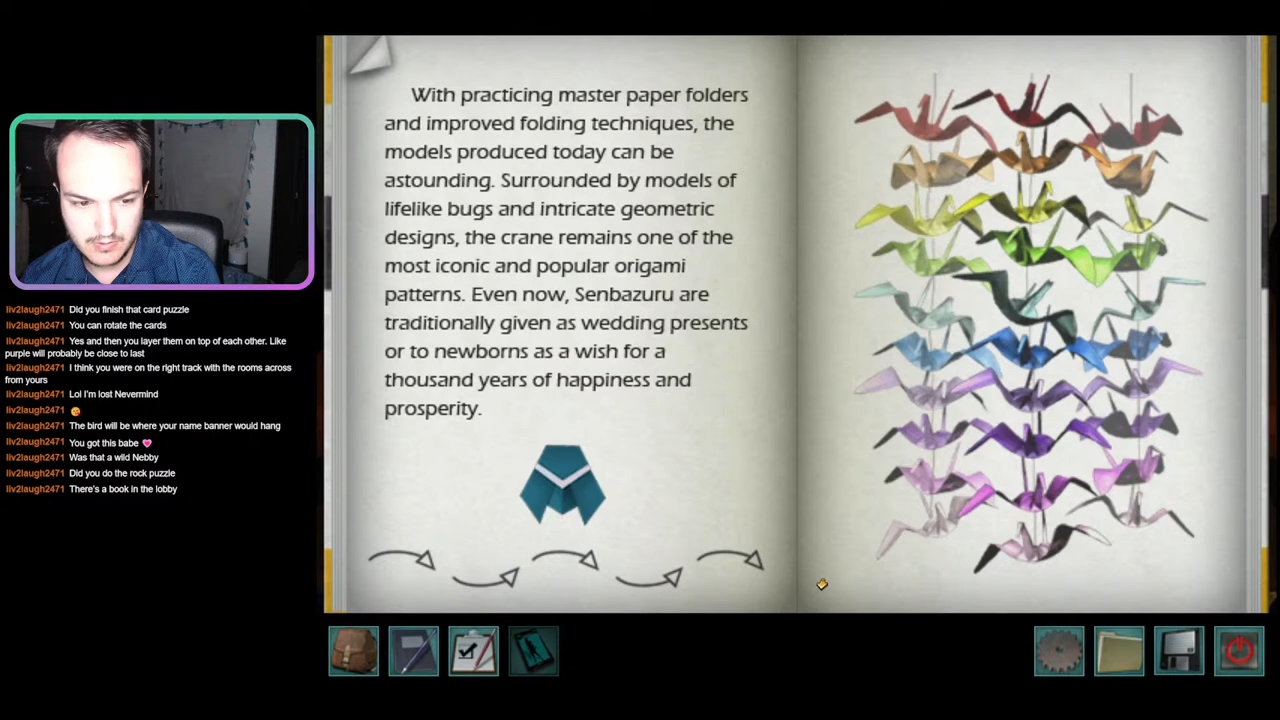 With practicing master paper folders
and improved folding techniques, the
models produced today can be
astounding. Surrounded by models of
lifelike bugs and intricate geometric
designs, the crane remains one of the
most iconic and popular origami
patterns. Even now, Senbazuru are
traditionally given as wedding presents
or to newborns as a wish for a
thousand years of happiness and
prosperity.
liv2laugh2471 Did you finish that card puzzle
liv2laugh2471 You can rotate the cards
liv2laugh2471 Yes and then you layer them on top of each other. Like
purple will probably be close to last
liv2laugh2471 I think you were on the right track with the rooms across
from yours
liv2laugh2471 Lol I'm lost Nevermind
liv2laugh2471 😘
liv2laugh2471 The bird will be where your name banner would hang
liv2laugh2471 You got this babe 💗
liv2laugh2471 Was that a wild Nebby
liv2laugh2471 Did you do the rock puzzle
liv2laugh2471 There's a book in the lobby